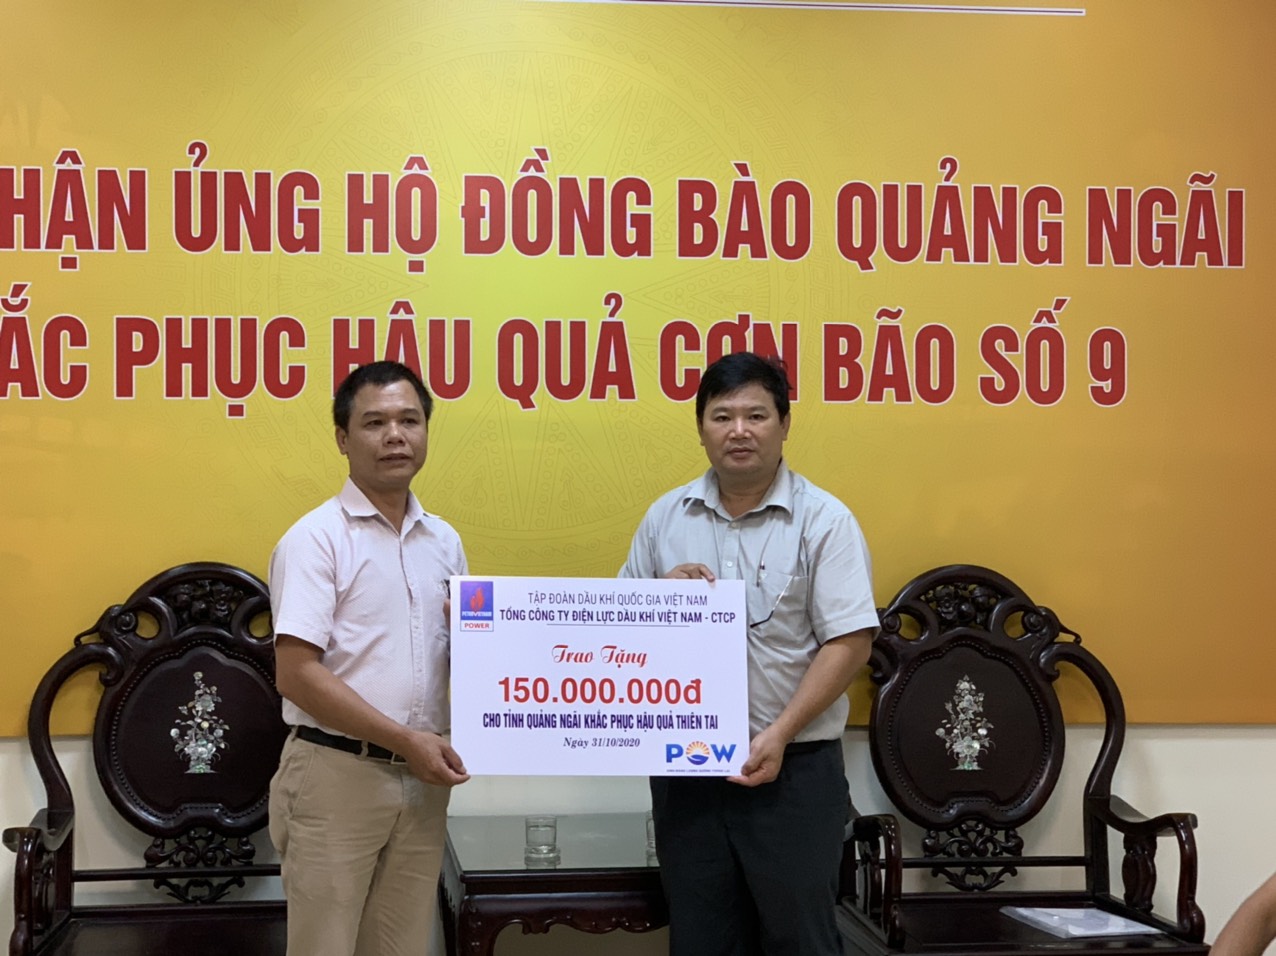 HẬN ỦNG HỘ ĐỒNG BÀO QUẢNG NGÃI
ẮC PHỤC HẬU QUẢ CƠN BÃO SỐ 9
PETROVIETNAM
POWER
TẬP ĐOÀN DẦU KHÍ QUỐC GIA VIỆT NAM
TỔNG CÔNG TY ĐIỆN LỰC DẦU KHÍ VIỆT NAM - CTCP
Trao Tặng
150.000.000đ
CHO TỈNH QUẢNG NGÃI KHẮC PHỤC HẬU QUẢ THIÊN TAI
Ngày 31/10/2020
POW